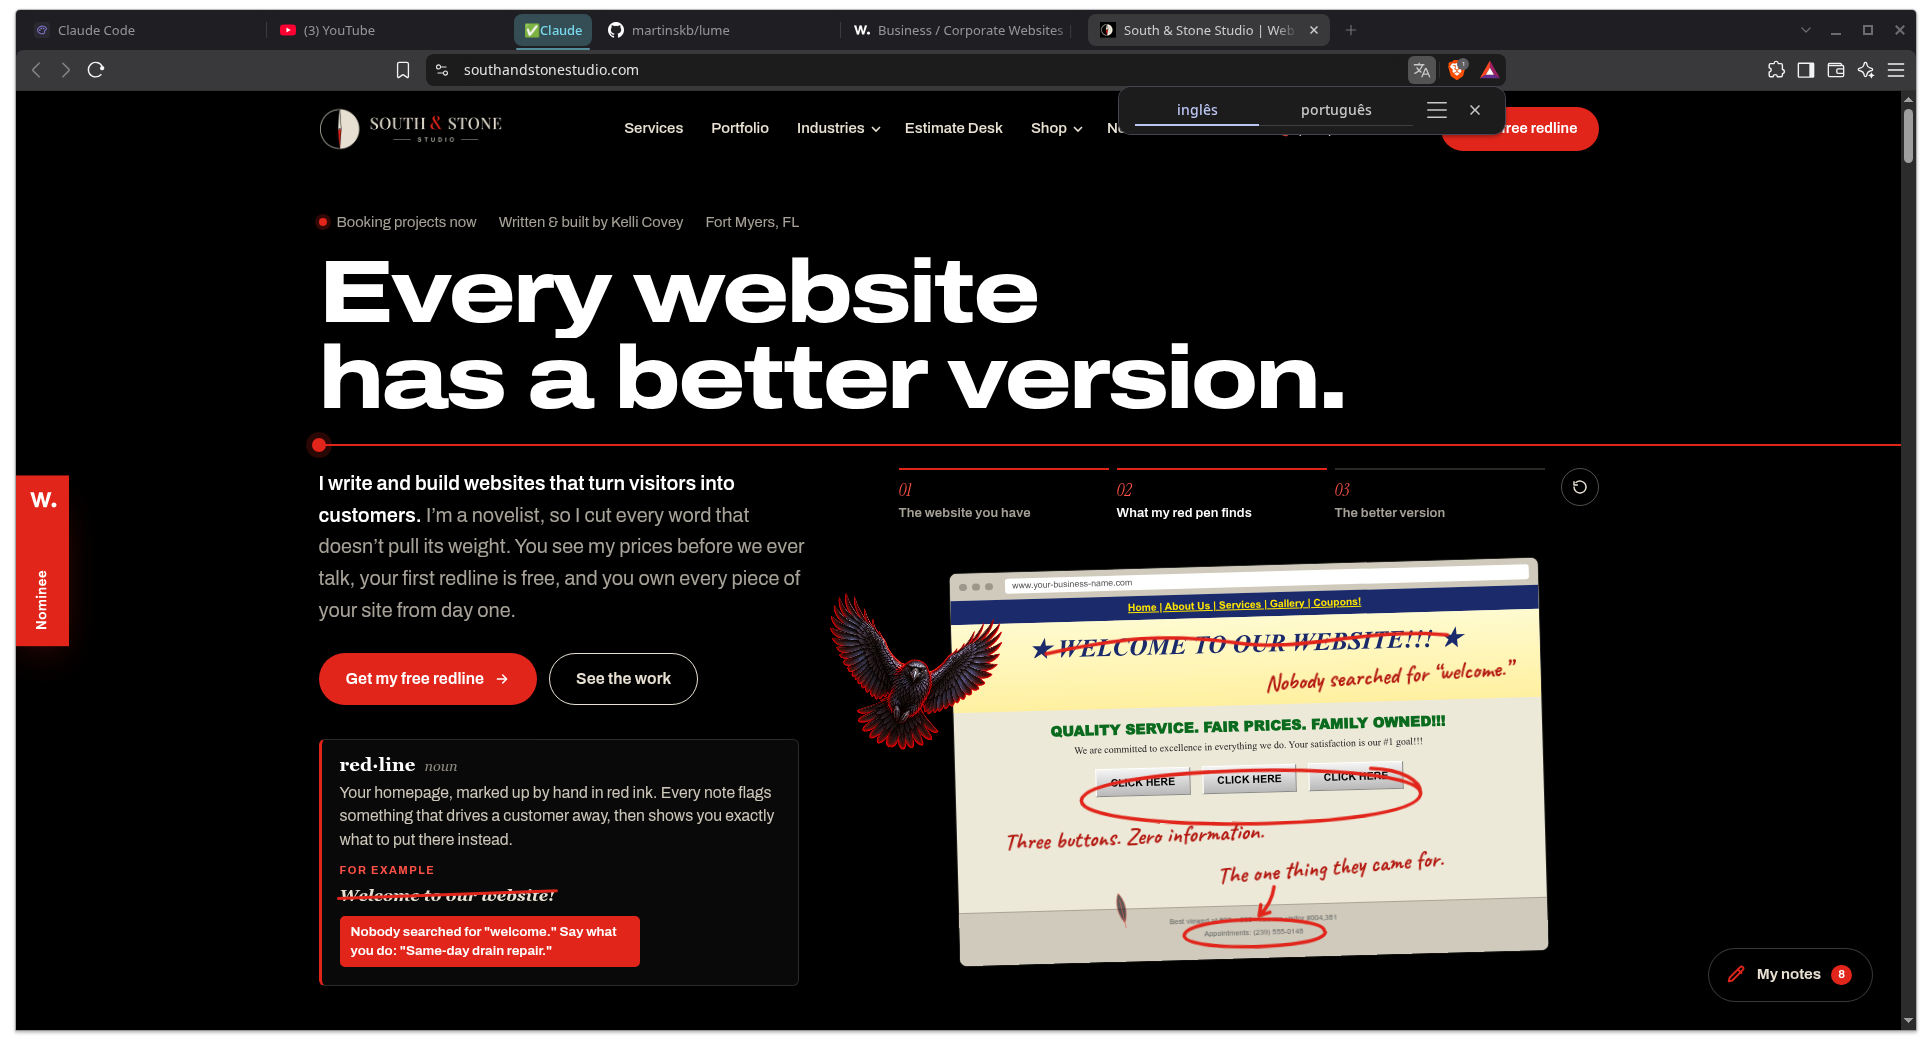 Claude Code
(3) YouTube
✅Claude
martinskb/lume
W. Business / Corporate Websites
South & Stone Studio | Web
southandstonestudio.com
inglês
português
SOUTH & STONE
STUDIO
Services
Portfolio
Industries
Estimate Desk
Shop
free redline
Booking projects now
Written & built by Kelli Covey
Fort Myers, FL
Every website
has a better version.
W.
Nominee
I write and build websites that turn visitors into
customers. I’m a novelist, so I cut every word that
doesn’t pull its weight. You see my prices before we ever
talk, your first redline is free, and you own every piece of
your site from day one.
Get my free redline →
See the work
red·line noun
Your homepage, marked up by hand in red ink. Every note flags
something that drives a customer away, then shows you exactly
what to put there instead.
FOR EXAMPLE
Welcome to our website!
Nobody searched for "welcome." Say what
you do: "Same-day drain repair."
01
The website you have
02
What my red pen finds
03
The better version
www.your-business-name.com
Home | About Us | Services | Gallery | Coupons!
★ WELCOME TO OUR WEBSITE!!! ★
Nobody searched for “welcome.”
QUALITY SERVICE. FAIR PRICES. FAMILY OWNED!!!
We are committed to excellence in everything we do. Your satisfaction is our #1 goal!!!
CLICK HERE
CLICK HERE
CLICK HERE
Three buttons. Zero information.
The one thing they came for.
Best viewed at
#004,381
Appointments: (239) 555-0148
My notes 8